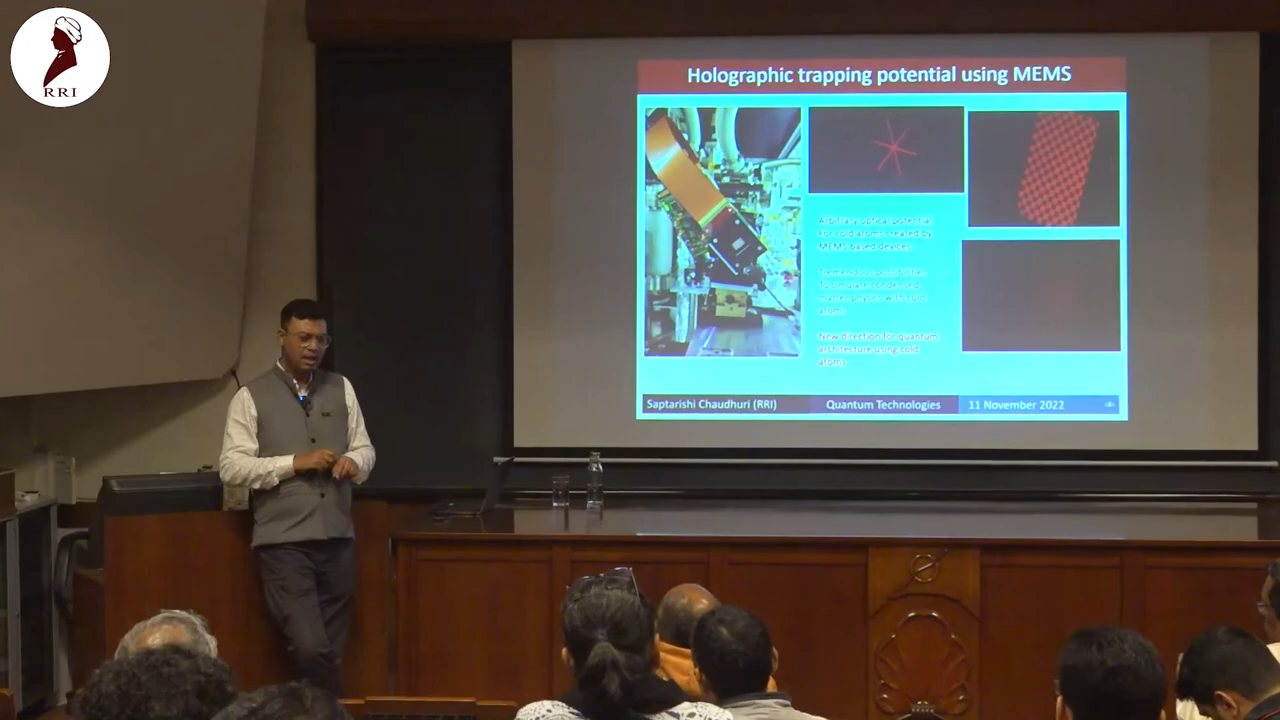 RRI
Holographic trapping potential using MEMS
Arbitrary optical potential
For cold atoms created by
MEMS based devices
Tremendous possibilities
To simulate condensed
matter physics with cold
atoms
New direction for quantum
architecture using cold
atoms
Saptarishi Chaudhuri (RRI)
Quantum Technologies
11 November 2022